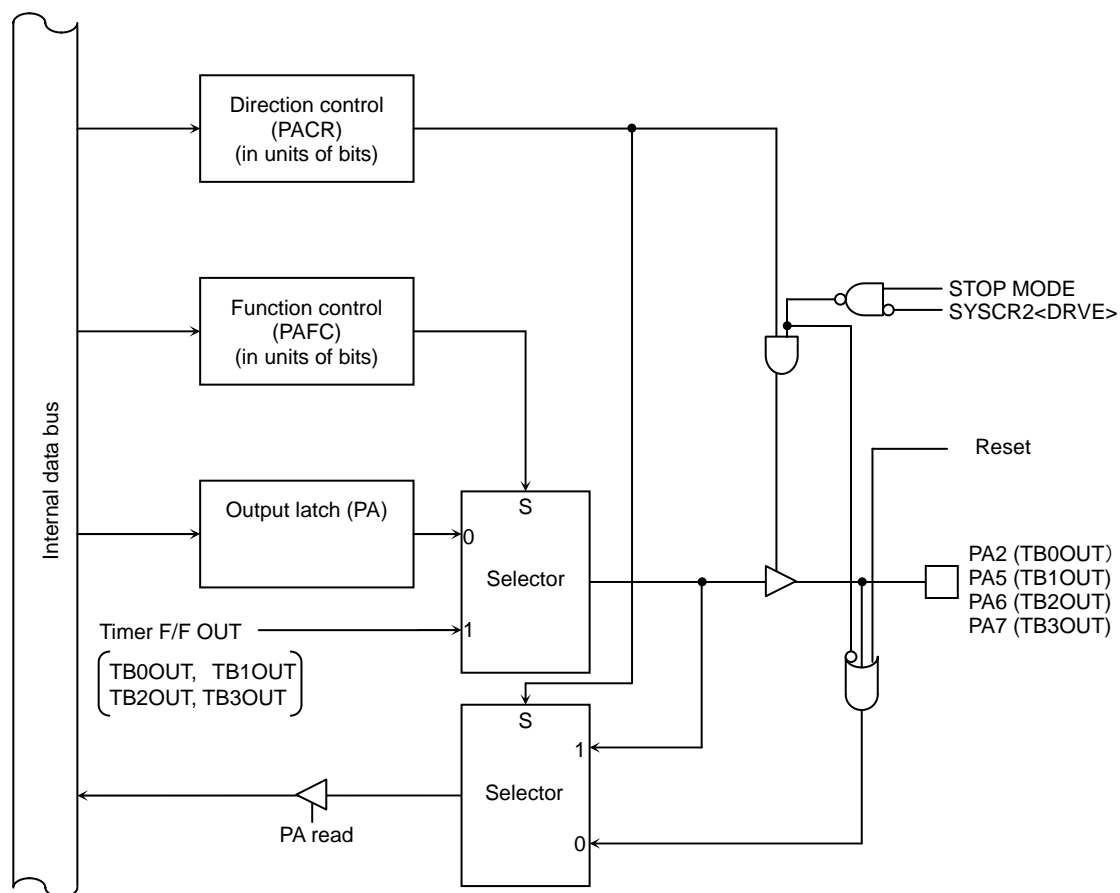 Direction control
(PACR)
(in units of bits)
Function control
(PAFC)
(in units of bits)
STOP MODE
SYSCR2<DRVE>
Internal data bus
Reset
Output latch (PA)
S
0
Selector
1
Timer F/F OUT
TB0OUT, TB1OUT
TB2OUT, TB3OUT
PA2 (TB0OUT)
PA5 (TB1OUT)
PA6 (TB2OUT)
PA7 (TB3OUT)
S
1
Selector
0
PA read